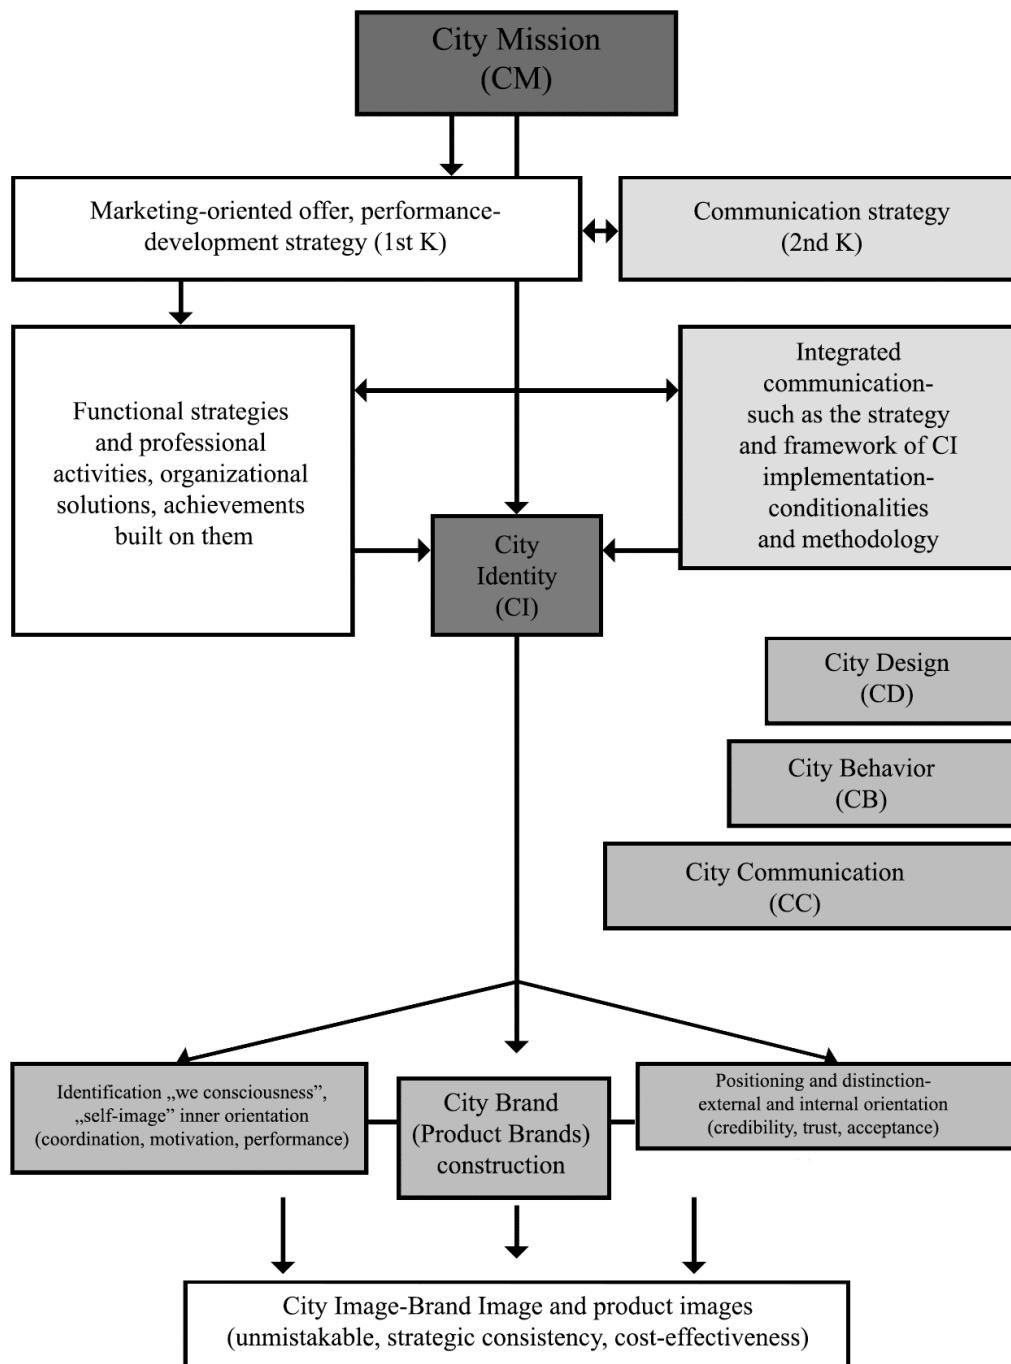 City Mission
(CM)
Marketing-oriented offer, performance-
development strategy (1st K)
Communication strategy
(2nd K)
Functional strategies
and professional
activities, organizational
solutions, achievements
built on them
Integrated
communication-
such as the strategy
and framework of CI
implementation-
conditionalities
and methodology
City
Identity
(CI)
City Design
(CD)
City Behavior
(CB)
City Communication
(CC)
Identification „we consciousness”,
„self-image” inner orientation
(coordination, motivation, performance)
City Brand
(Product Brands)
construction
Positioning and distinction-
external and internal orientation
(credibility, trust, acceptance)
City Image-Brand Image and product images
(unmistakable, strategic consistency, cost-effectiveness)